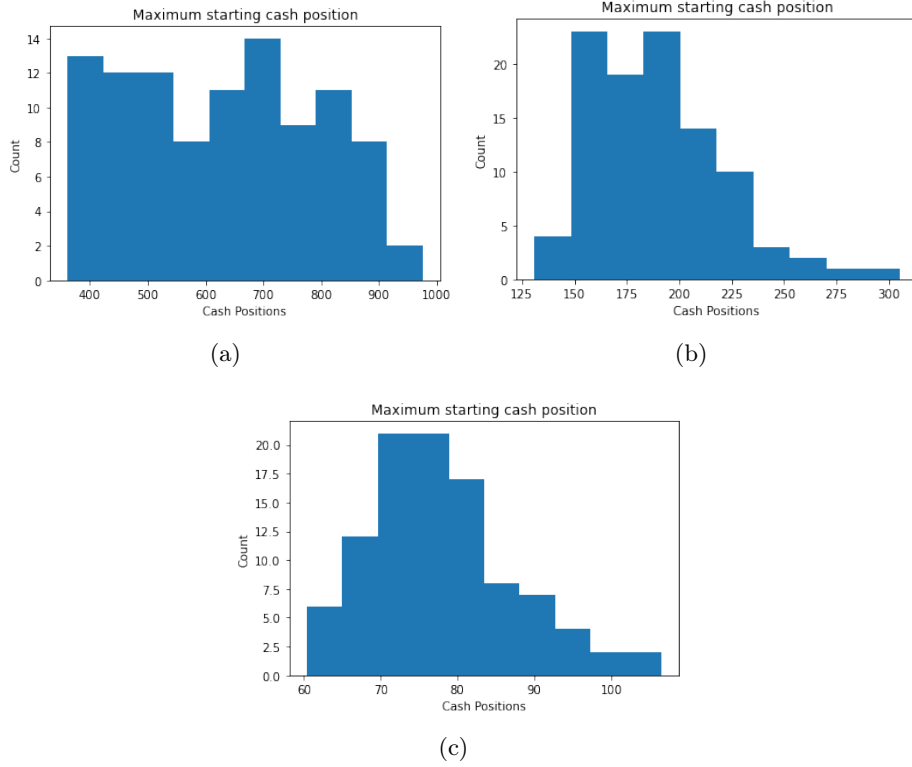 Maximum starting cash position
14
12
10
8
6
4
2
0
Count
400 500 600 700 800 900 1000
Cash Positions
(a)
Maximum starting cash position
20
15
10
5
0
Count
125 150 175 200 225 250 275 300
Cash Positions
(b)
Maximum starting cash position
20.0
17.5
15.0
12.5
10.0
7.5
5.0
2.5
0.0
Count
60 70 80 90 100
Cash Positions
(c)